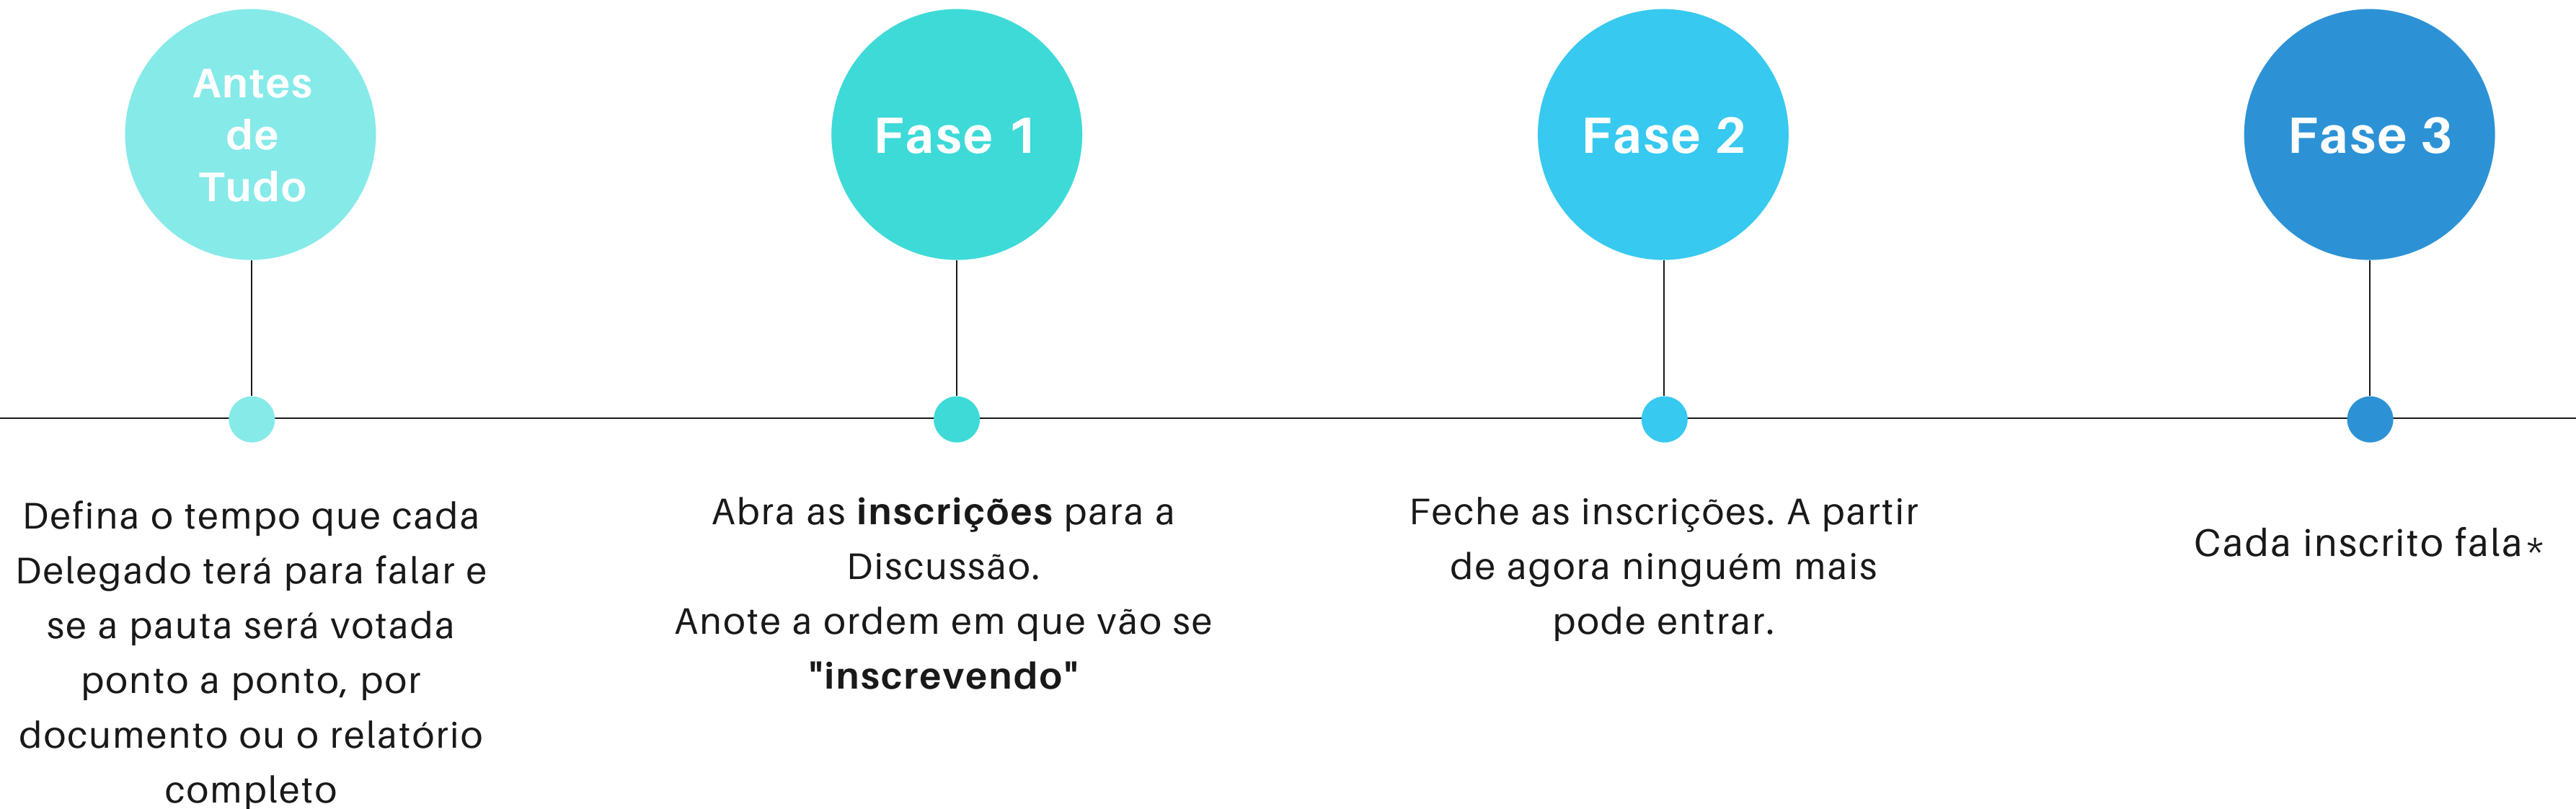 Antes
de
Tudo
Fase 1
Fase 2
Fase 3
Defina o tempo que cada
Delegado terá para falar e
se a pauta será votada
ponto a ponto, por
documento ou o relatório
completo
Abra as inscrições para a
Discussão.
Anote a ordem em que vão se
"inscrevendo"
Feche as inscrições. A partir
de agora ninguém mais
pode entrar.
Cada inscrito fala*